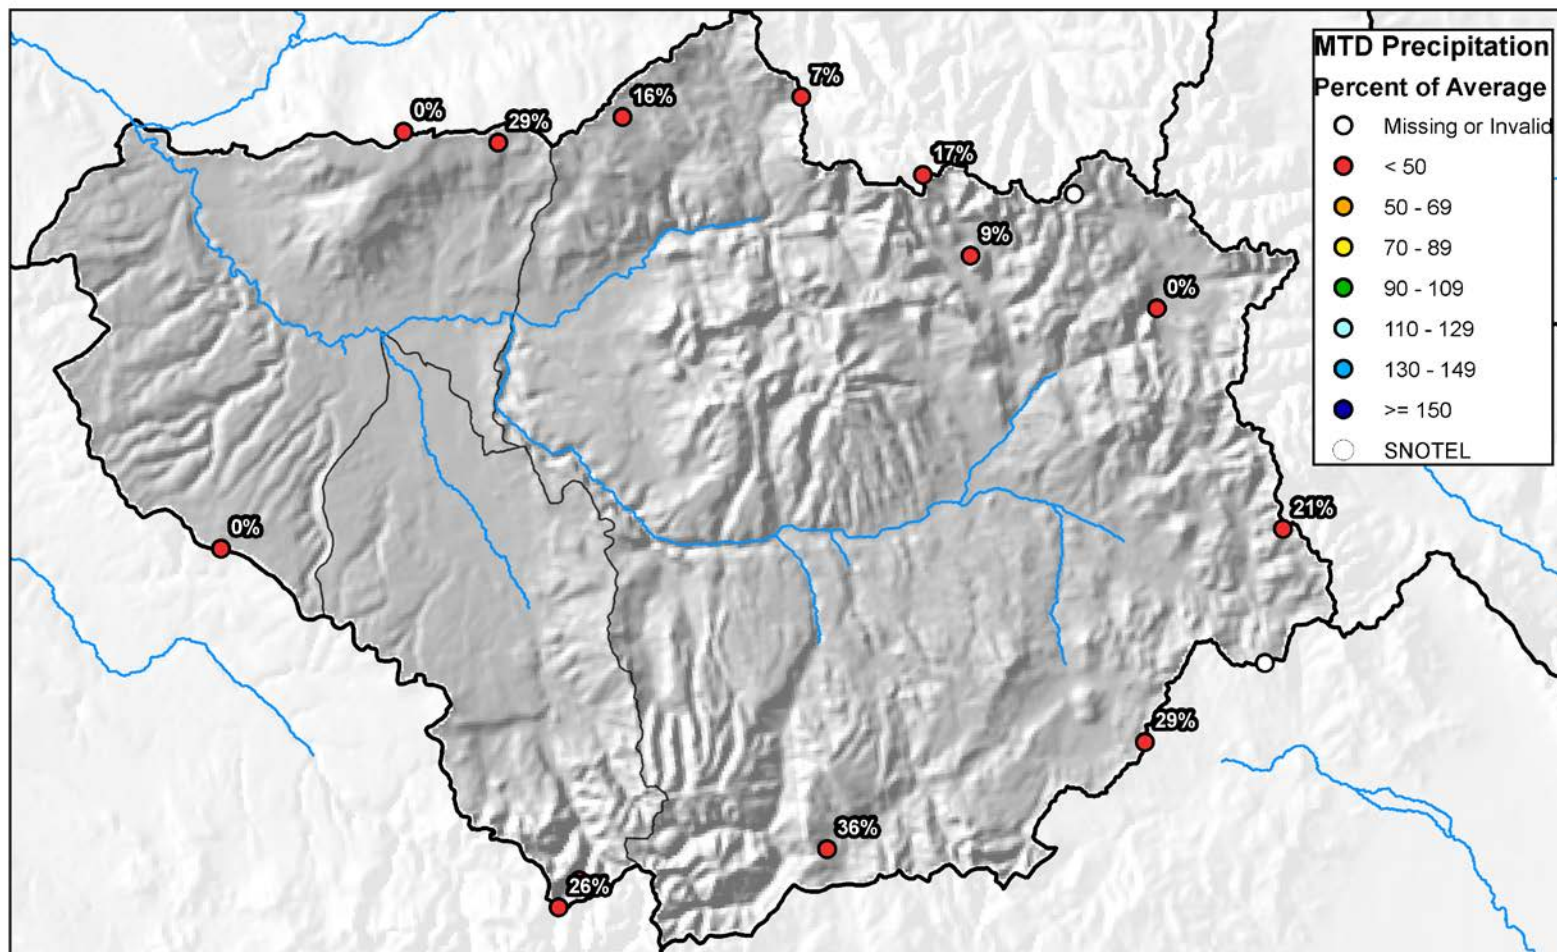 MTD Precipitation
Percent of Average
Missing or Invalid
< 50
50 - 69
70 - 89
90 - 109
110 - 129
130 - 149
>= 150
SNOTEL
7%
16%
0%
29%
17%
9%
0%
21%
0%
29%
36%
26%